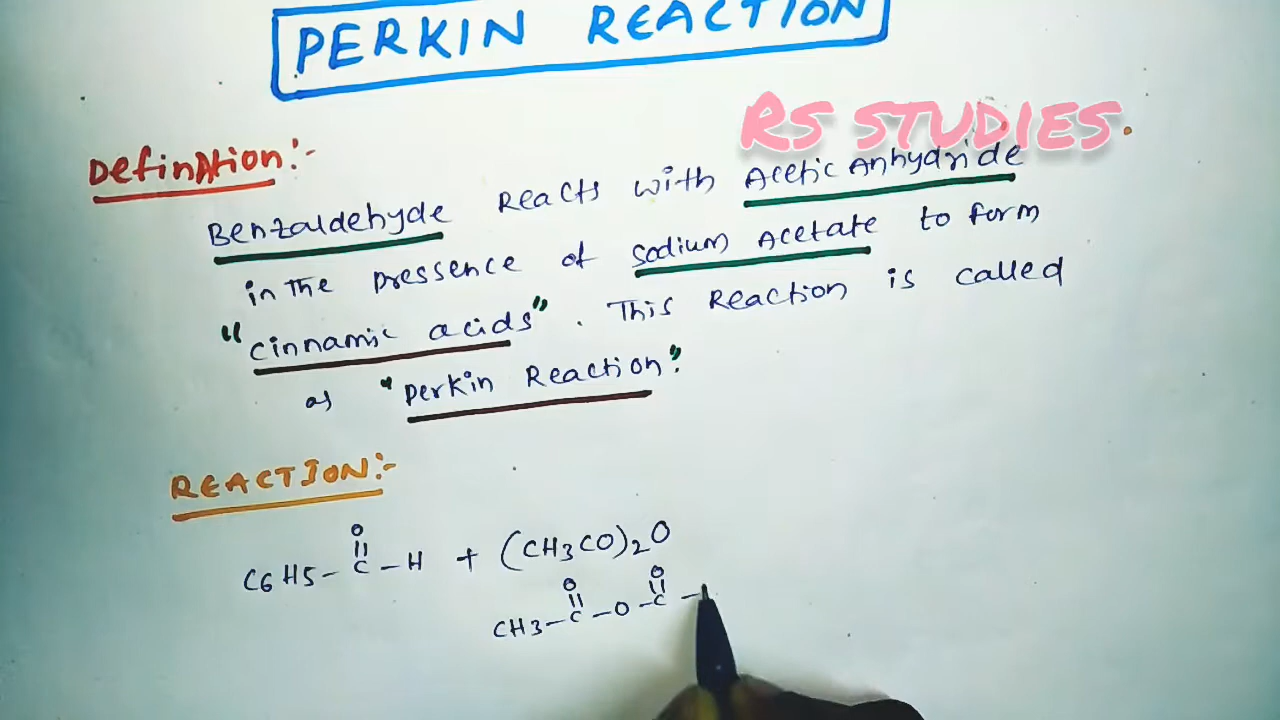 PERKIN REACTION
RS STUDIES.
Defination:-
Benzaldehyde Reacts with Acetic Anhydride
in the pressence of sodium Acetate to form
"cinnamic acids". This Reaction is called
as "Perkin Reaction".
REACTION:-
O
C6H5-C-H + (CH3CO)2O
O O
CH3-C-O-C-